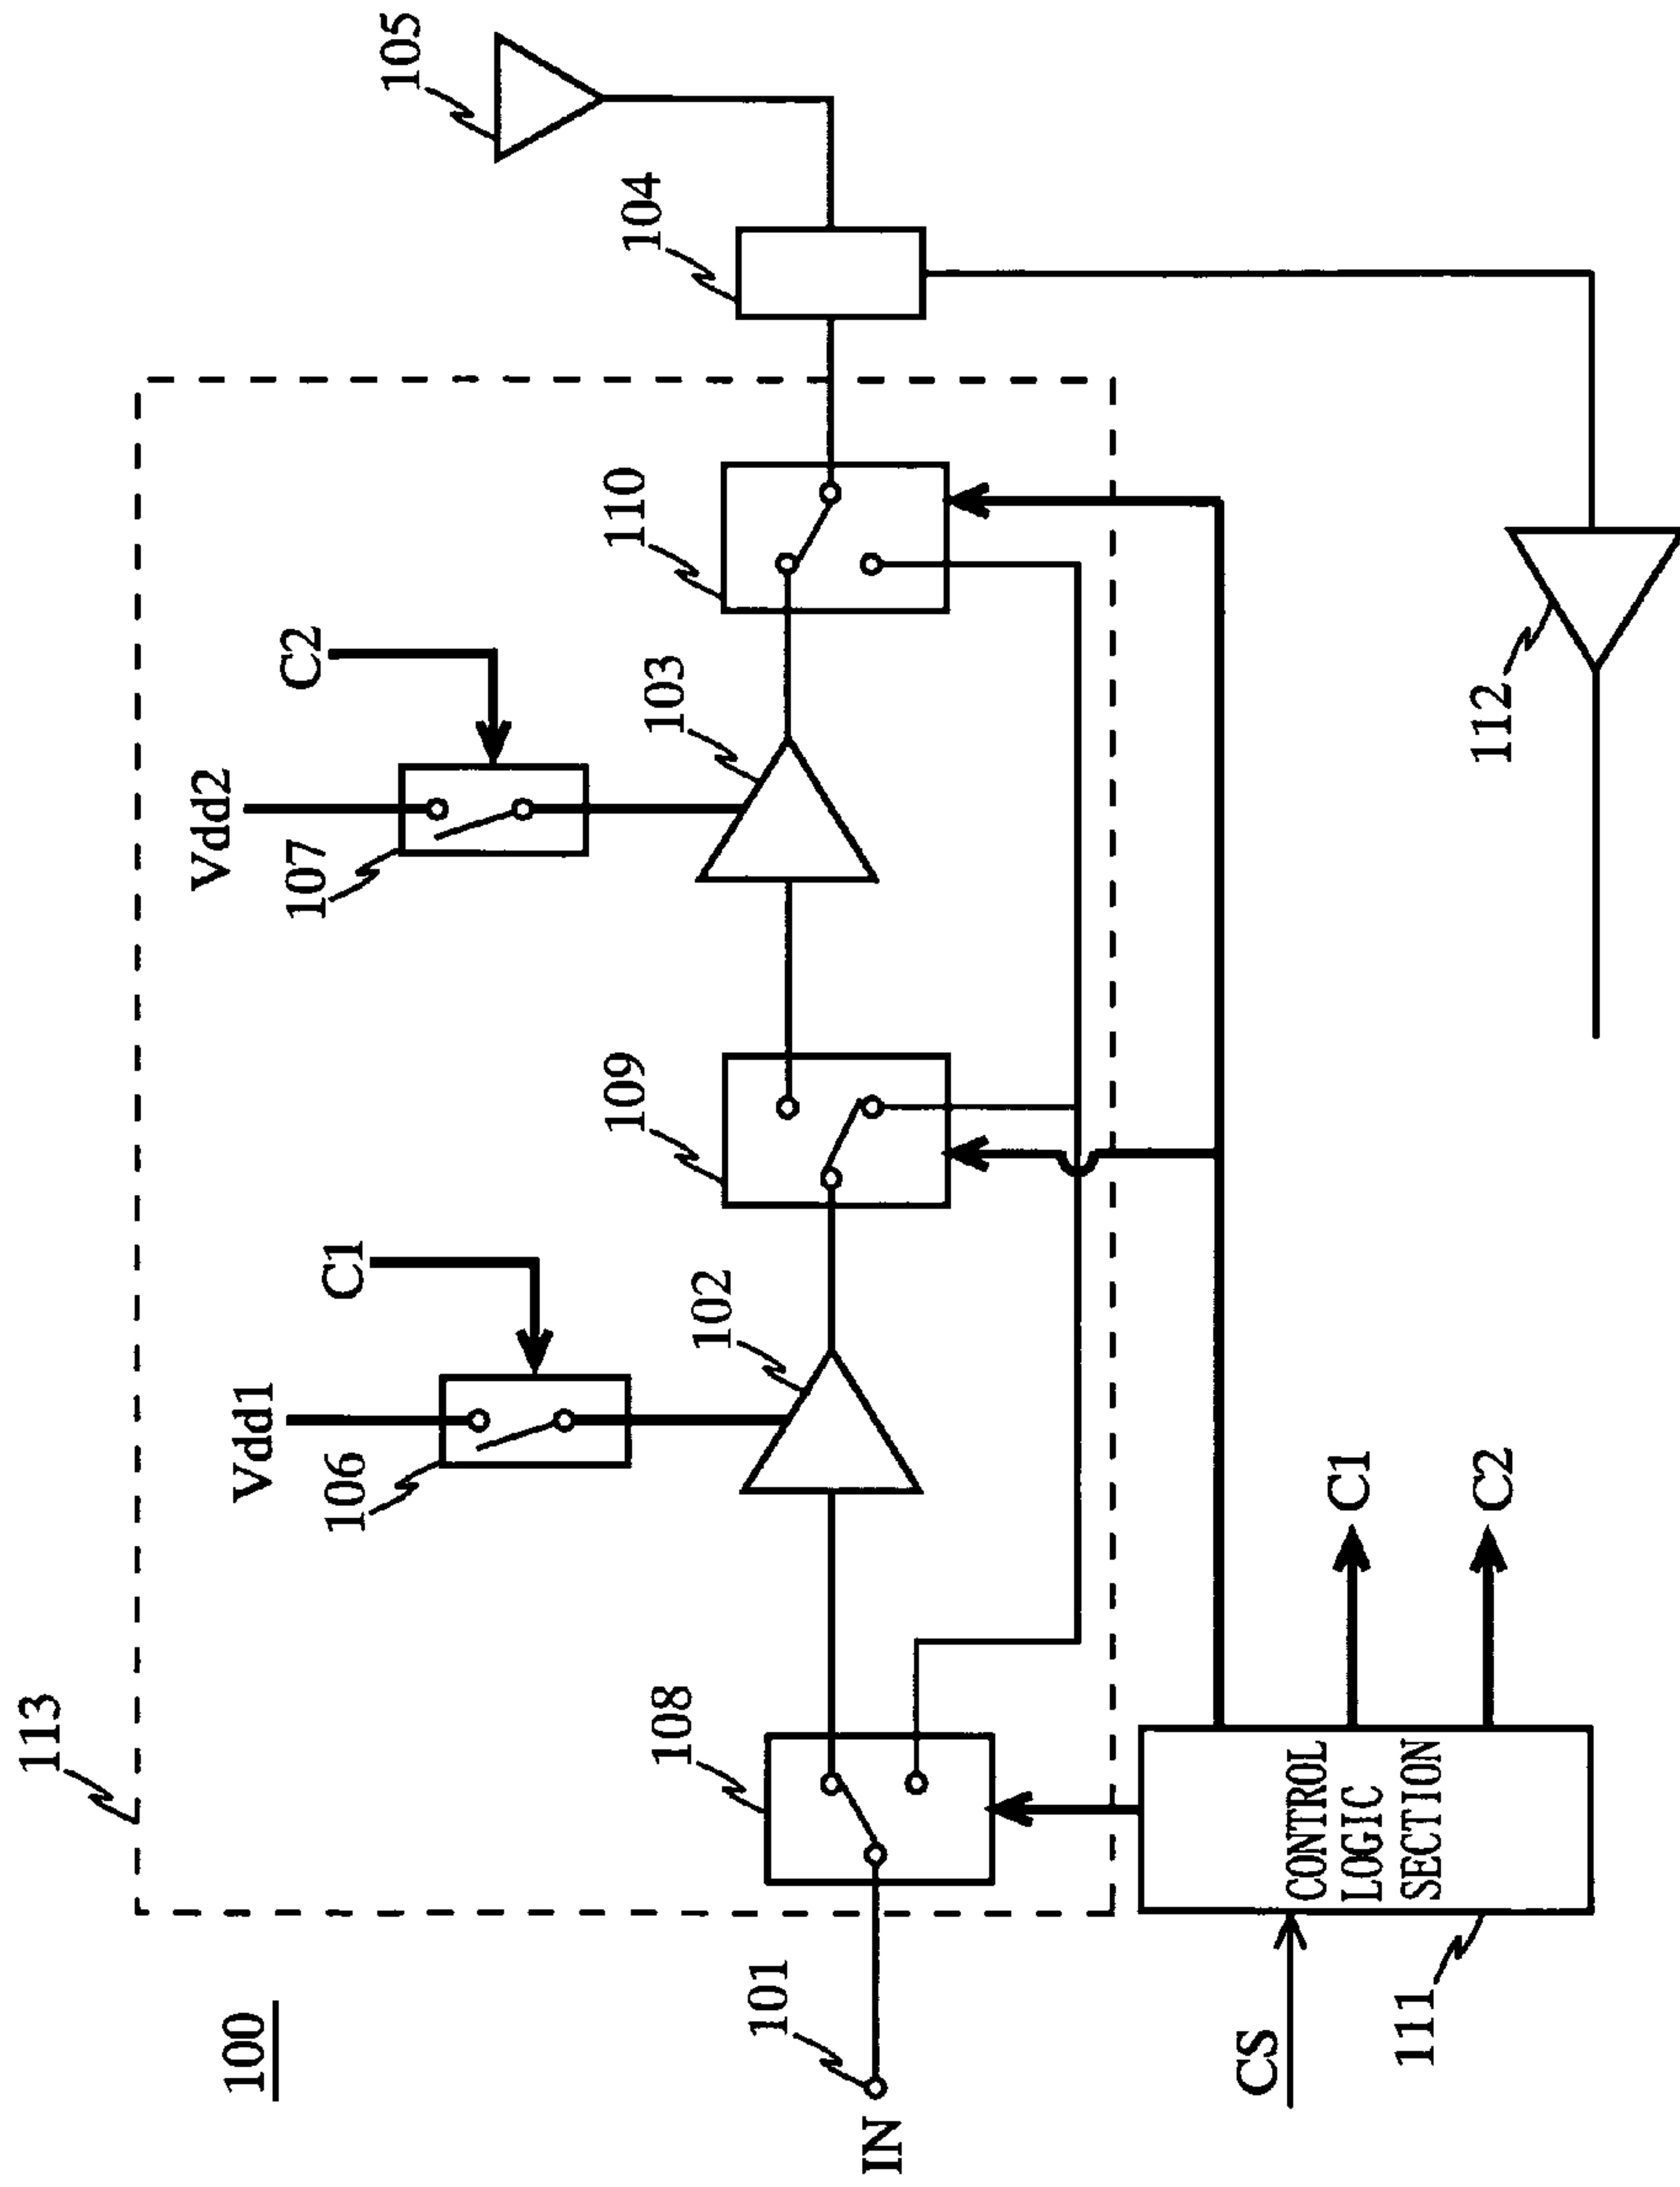 100
113
Vdd1
C1
Vdd2
C2
106
107
105
108
102
109
103
110
104
101
IN
CS
111
CONTROL
LOGIC
SECTION
C1
C2
112